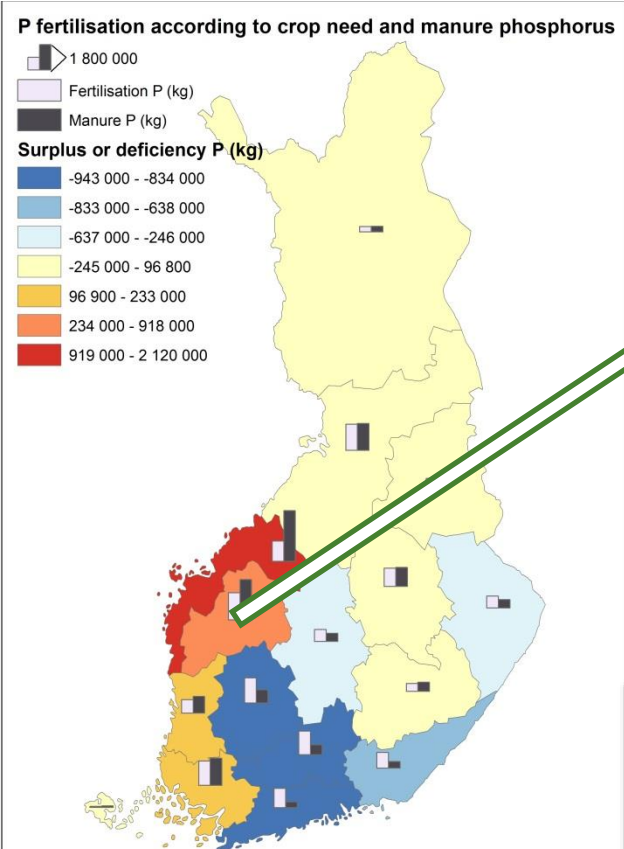 P fertilisation according to crop need and manure phosphorus
1 800 000
Fertilisation P (kg)
Manure P (kg)
Surplus or deficiency P (kg)
-943 000 - -834 000
-833 000 - -638 000
-637 000 - -246 000
-245 000 - 96 800
96 900 - 233 000
234 000 - 918 000
919 000 - 2 120 000